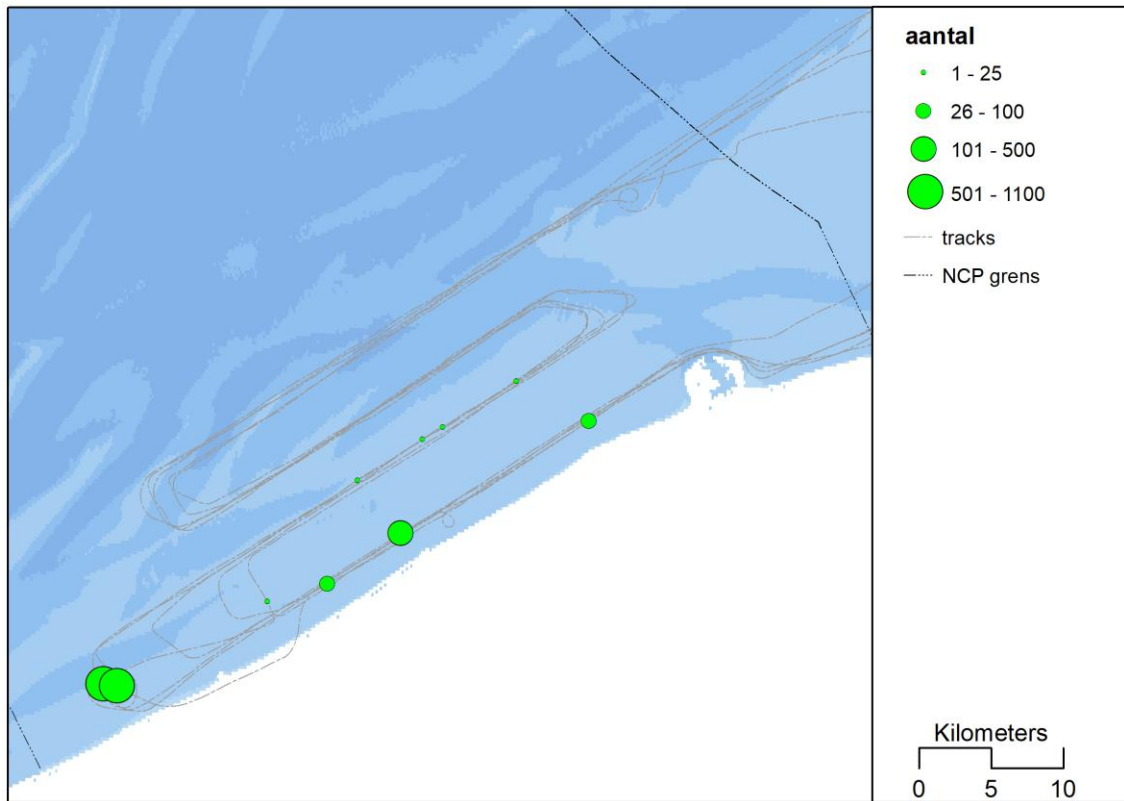 aantal
1 - 25
26 - 100
101 - 500
501 - 1100
tracks
NCP grens
Kilometers
0 5 10